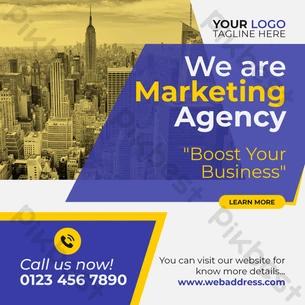 YOUR LOGO
TAGLINE HERE
We are
Marketing
Agency
"Boost Your
Business"
LEARN MORE
Call us now!
0123 456 7890
You can visit our website for
know more details...
www.webaddress.com
pikbest